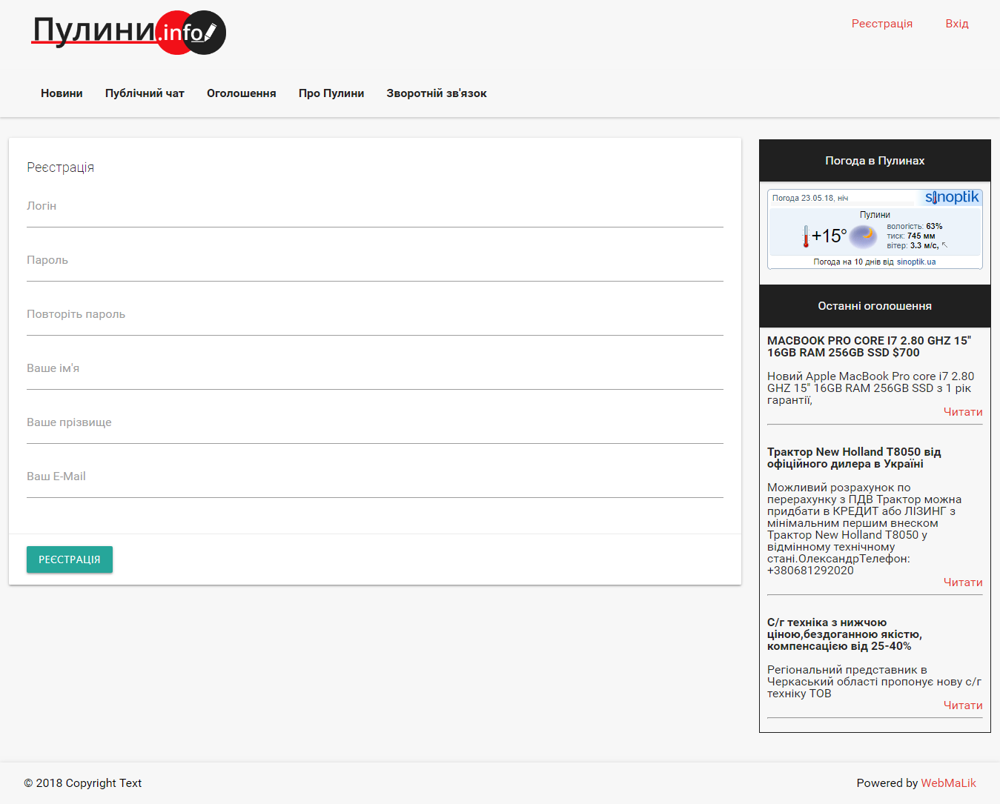 Пулини.info
Реєстрація
Вхід
Новини
Публічний чат
Оголошення
Про Пулини
Зворотній зв'язок
Реєстрація
Логін
Пароль
Повторіть пароль
Ваше ім'я
Ваше прізвище
Ваш E-Mail
РЕЄСТРАЦІЯ
Погода в Пулинах
Погода 23.05.18, ніч
sinoptik
Пулини
+15°
вологість: 63%
тиск: 745 мм
вітер: 3.3 м/с, ↖
Погода на 10 днів від sinoptik.ua
Останні оголошення
MACBOOK PRO CORE I7 2.80 GHZ 15"
16GB RAM 256GB SSD $700
Новий Apple MacBook Pro core i7 2.80
GHZ 15" 16GB RAM 256GB SSD з 1 рік
гарантії,
Читати
Трактор New Holland T8050 від
офіційного дилера в Україні
Можливий розрахунок по
перерахунку з ПДВ Трактор можна
придбати в КРЕДИТ або ЛІЗИНГ з
мінімальним першим внеском
Трактор New Holland T8050 у
відмінному технічному
стані.ОлександрТелефон:
+380681292020
Читати
С/г техніка з нижчою
ціною,бездоганною якістю,
компенсацією від 25-40%
Регіональний представник в
Черкаський області пропонує нову с/г
техніку ТОВ
Читати
© 2018 Copyright Text
Powered by WebMaLik